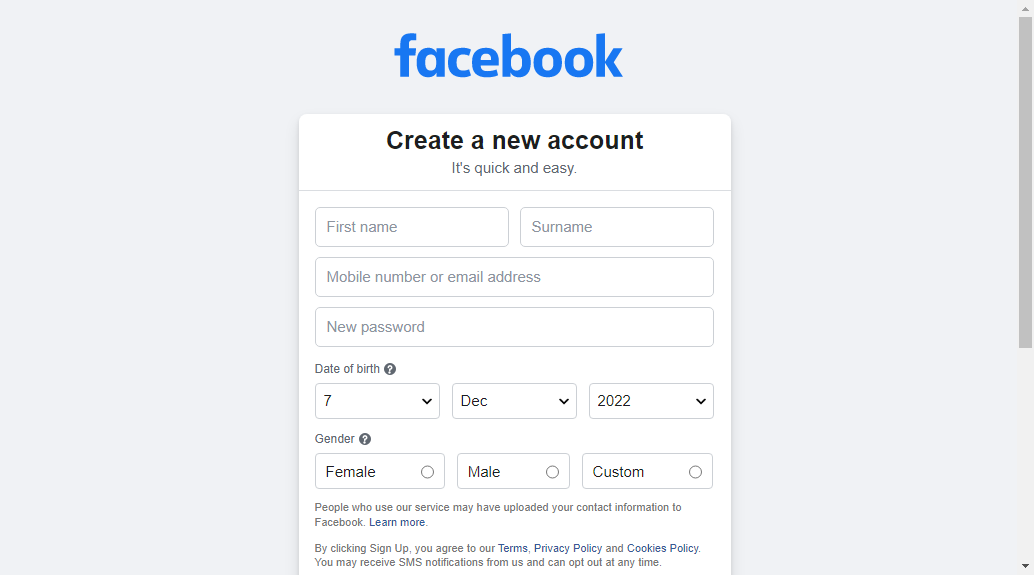 facebook
Create a new account
It's quick and easy.
First name Surname
Mobile number or email address
New password
Date of birth ?
7 Dec 2022
Gender ?
Female Male Custom
People who use our service may have uploaded your contact information to
Facebook. Learn more.
By clicking Sign Up, you agree to our Terms, Privacy Policy and Cookies Policy.
You may receive SMS notifications from us and can opt out at any time.